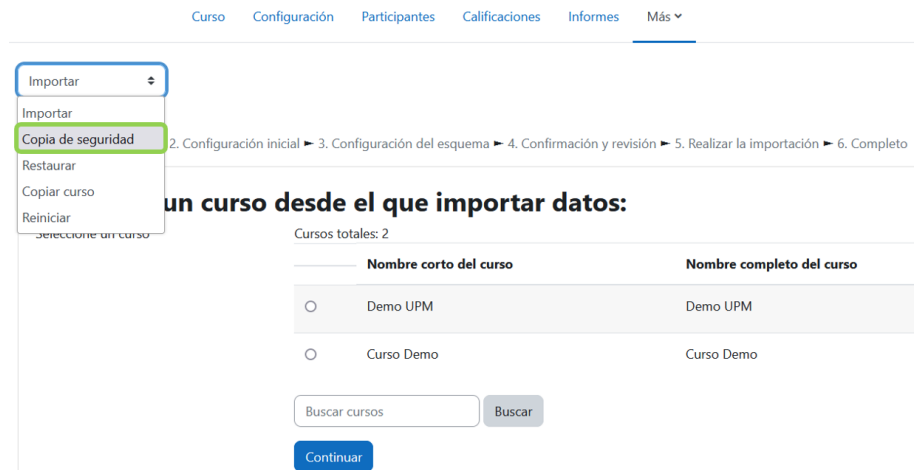 Curso Configuración Participantes Calificaciones Informes Más
Importar
Importar
Copia de seguridad
Restaurar
Copiar curso
Reiniciar
2. Configuración inicial ► 3. Configuración del esquema ► 4. Confirmación y revisión ► 5. Realizar la importación ► 6. Completo
un curso desde el que importar datos:
Seleccione un curso
Cursos totales: 2
Nombre corto del curso Nombre completo del curso
Demo UPM Demo UPM
Curso Demo Curso Demo
Buscar cursos Buscar
Continuar